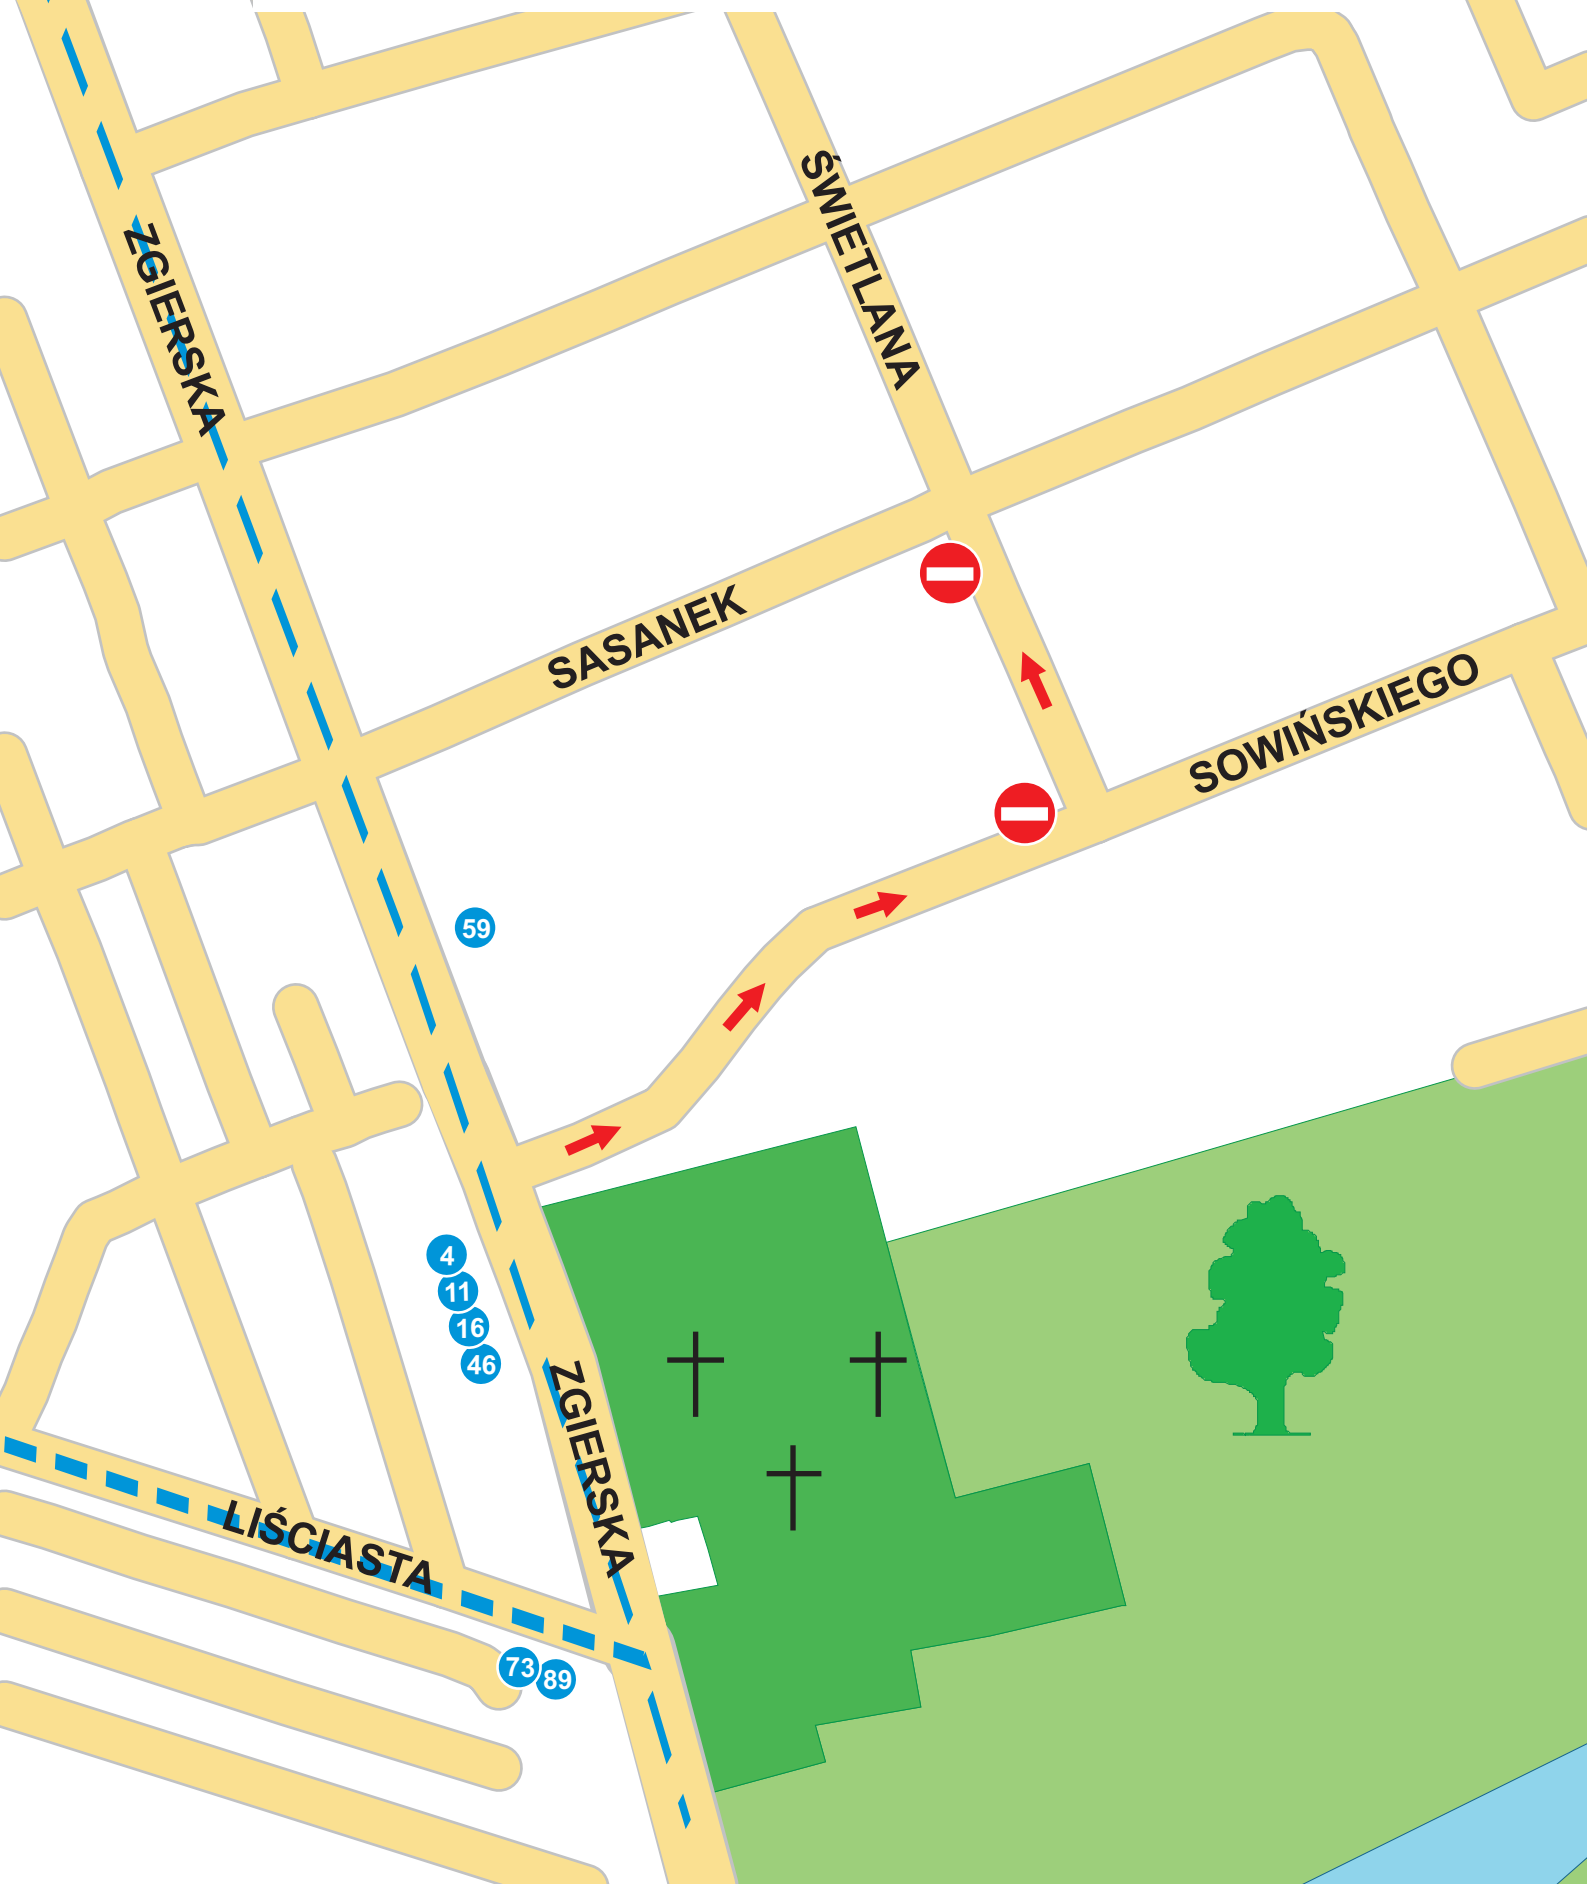 ŚWIETLANA
ZGIERSKA
SASANEK
SOWIŃSKIEGO
59
4
11
16
46
ZGIERSKA
LIŚCIASTA
73
89